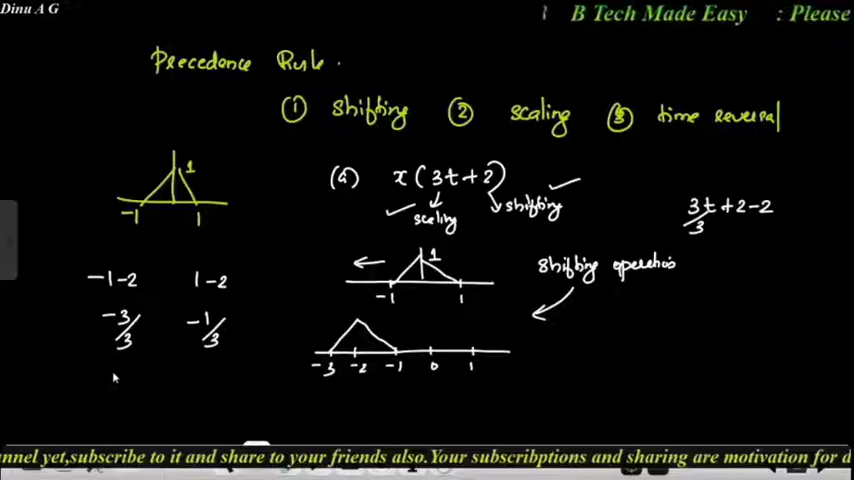 Dinu A G
B Tech Made Easy : Please
Precedence Rule.
① shifting ② scaling ③ time reversal
1
-1 1
(a) x(3t+2)
scaling
shifting
3t/3 +2-2
-1-2 1-2
-3/3 -1/3
1
-1 1
shifting operation
-3 -2 -1 0 1
nnel yet,subscribe to it and share to your friends also.Your subscribptions and sharing are motivation for d